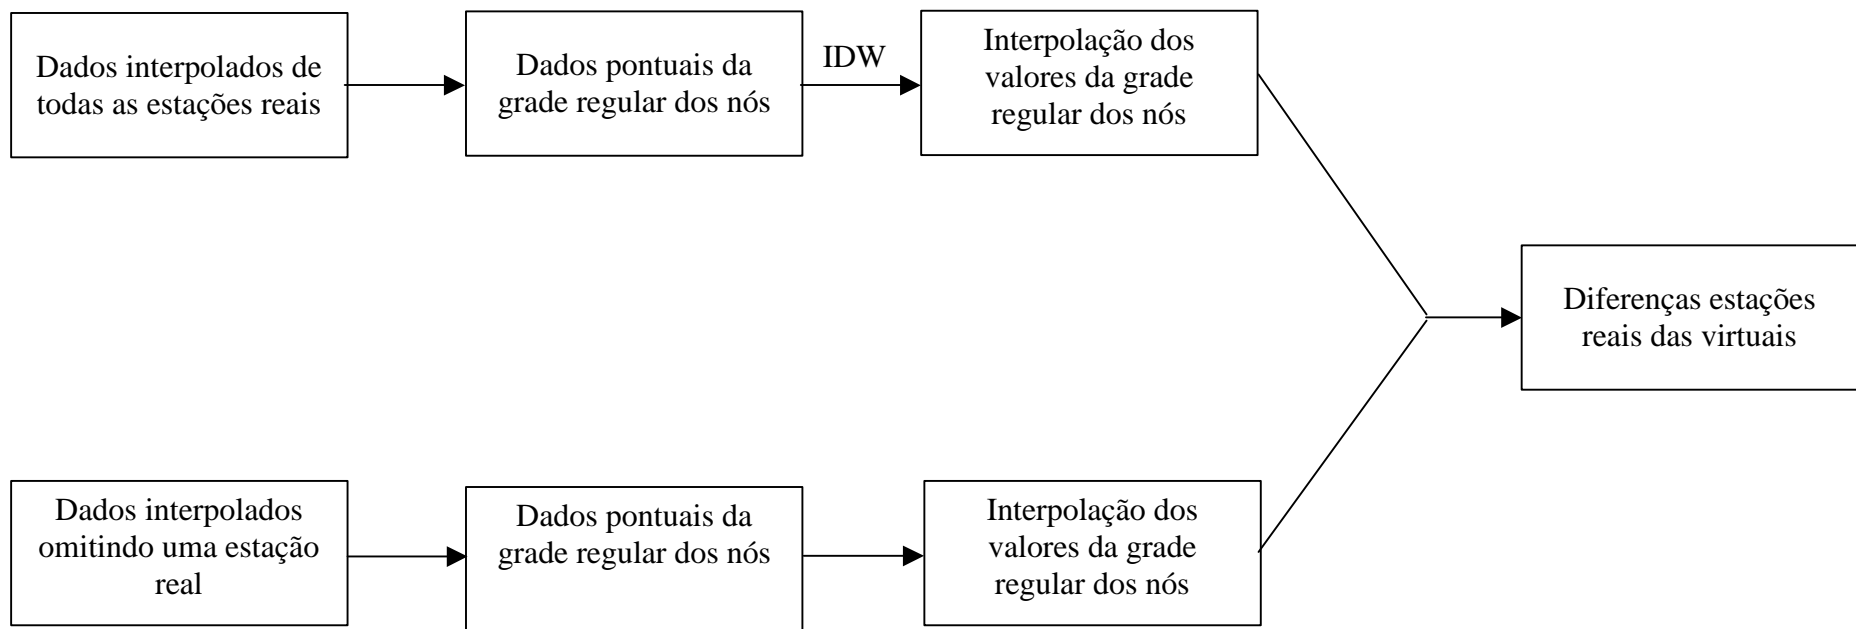 Dados interpolados de
todas as estações reais
Dados pontuais da
grade regular dos nós
IDW
Interpolação dos
valores da grade
regular dos nós
Diferenças estações
reais das virtuais
Dados interpolados
omitindo uma estação
real
Dados pontuais da
grade regular dos nós
Interpolação dos
valores da grade
regular dos nós